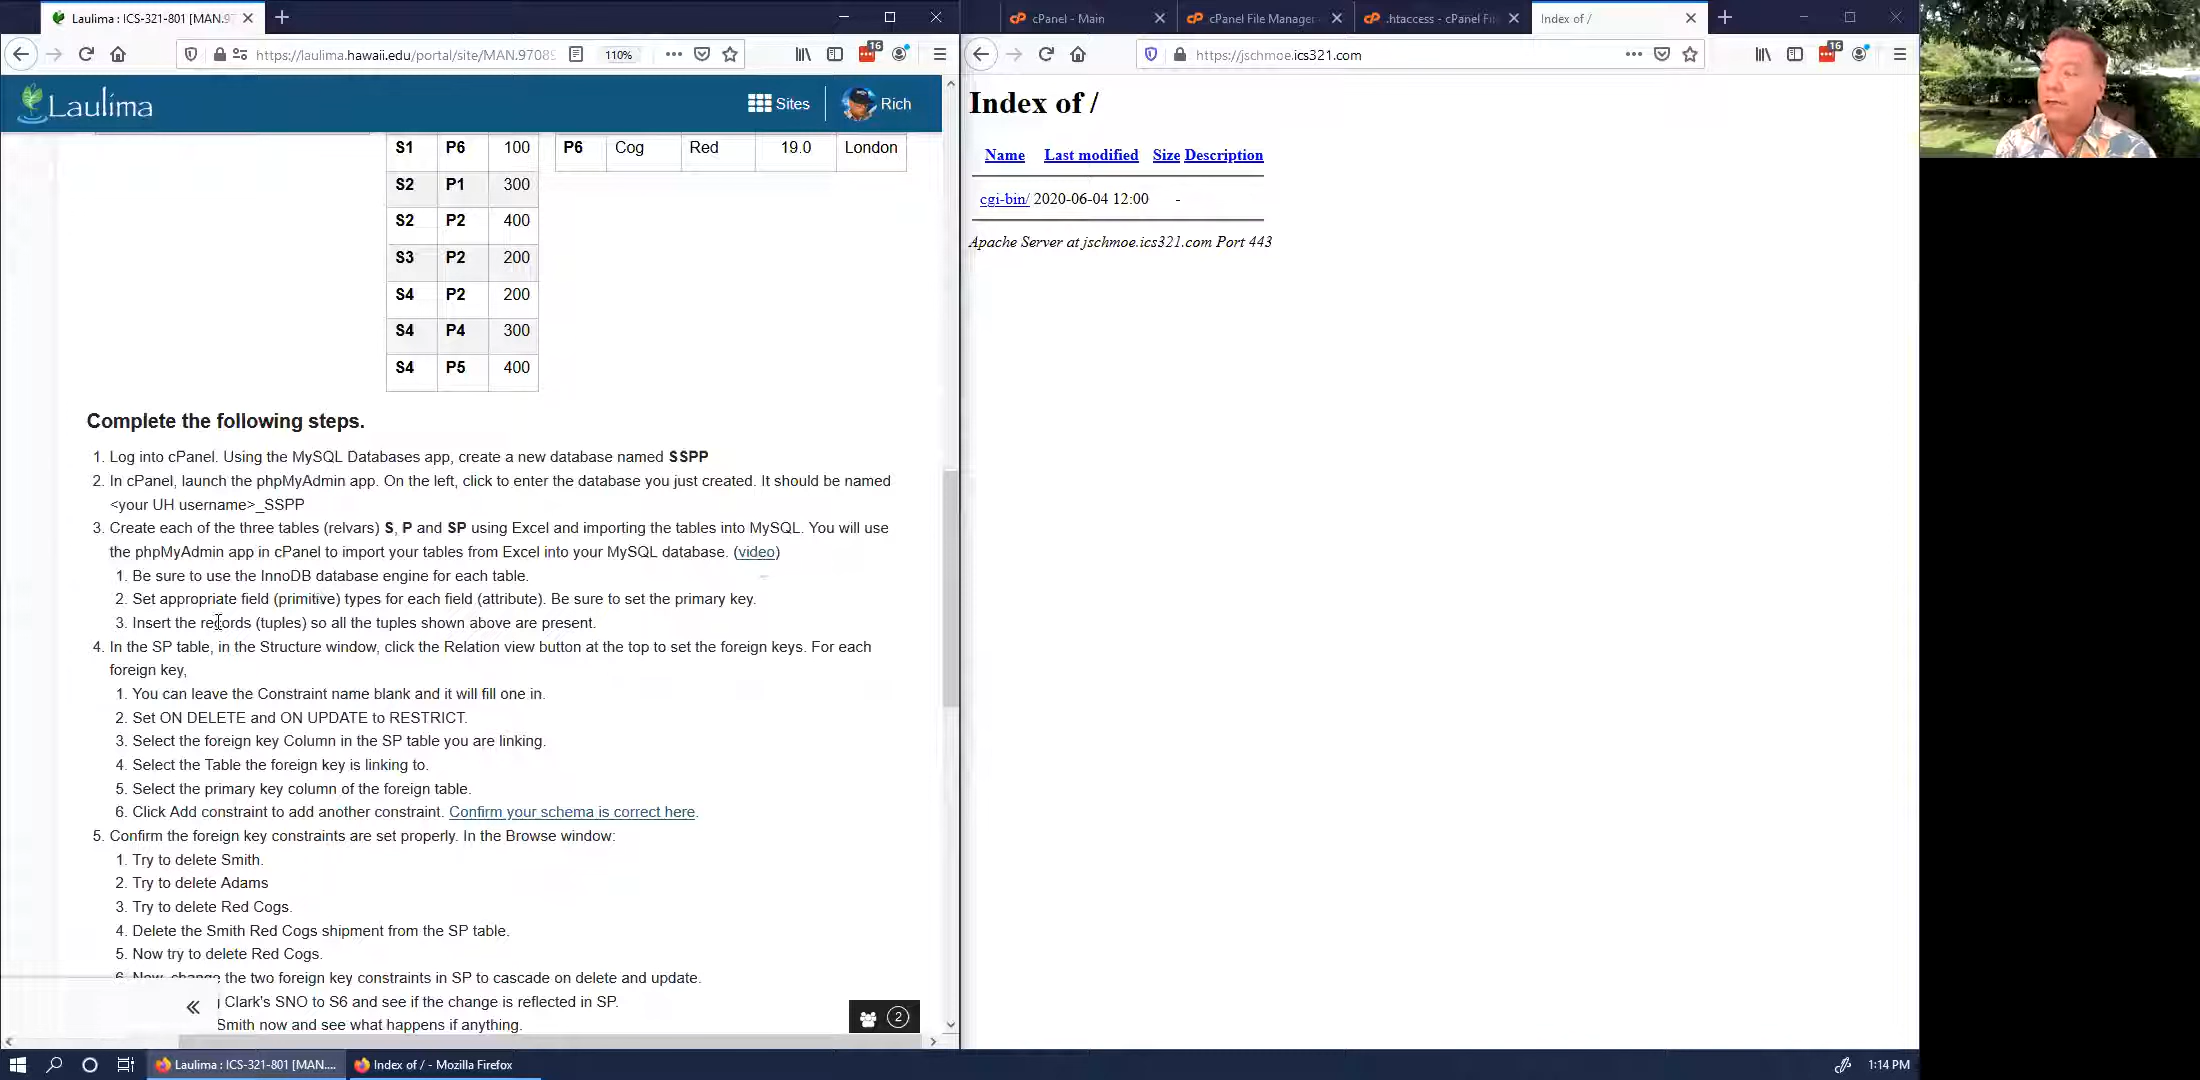 Laulima : ICS-321-801 [MAN.97
https://laulima.hawaii.edu/portal/site/MAN.9708
110%
16
Laulima
Sites
Rich
S1 P6 100
S2 P1 300
S2 P2 400
S3 P2 200
S4 P2 200
S4 P4 300
S4 P5 400
P6 Cog Red 19.0 London
Complete the following steps.
1. Log into cPanel. Using the MySQL Databases app, create a new database named SSPP
2. In cPanel, launch the phpMyAdmin app. On the left, click to enter the database you just created. It should be named
<your UH username>_SSPP
3. Create each of the three tables (relvars) S, P and SP using Excel and importing the tables into MySQL. You will use
the phpMyAdmin app in cPanel to import your tables from Excel into your MySQL database. (video)
1. Be sure to use the InnoDB database engine for each table.
2. Set appropriate field (primitive) types for each field (attribute). Be sure to set the primary key.
3. Insert the records (tuples) so all the tuples shown above are present.
4. In the SP table, in the Structure window, click the Relation view button at the top to set the foreign keys. For each
foreign key,
1. You can leave the Constraint name blank and it will fill one in.
2. Set ON DELETE and ON UPDATE to RESTRICT.
3. Select the foreign key Column in the SP table you are linking.
4. Select the Table the foreign key is linking to.
5. Select the primary key column of the foreign table.
6. Click Add constraint to add another constraint. Confirm your schema is correct here.
5. Confirm the foreign key constraints are set properly. In the Browse window:
1. Try to delete Smith.
2. Try to delete Adams
3. Try to delete Red Cogs.
4. Delete the Smith Red Cogs shipment from the SP table.
5. Now try to delete Red Cogs.
6. Now, change the two foreign key constraints in SP to cascade on delete and update.
Clark's SNO to S6 and see if the change is reflected in SP.
Smith now and see what happens if anything.
2
cPanel - Main
cPanel File Manager
.htaccess - cPanel Fi
Index of /
https://jschmoe.ics321.com
16
Index of /
Name Last modified Size Description
cgi-bin/ 2020-06-04 12:00 -
Apache Server at jschmoe.ics321.com Port 443
Laulima : ICS-321-801 [MAN....
Index of / - Mozilla Firefox
1:14 PM